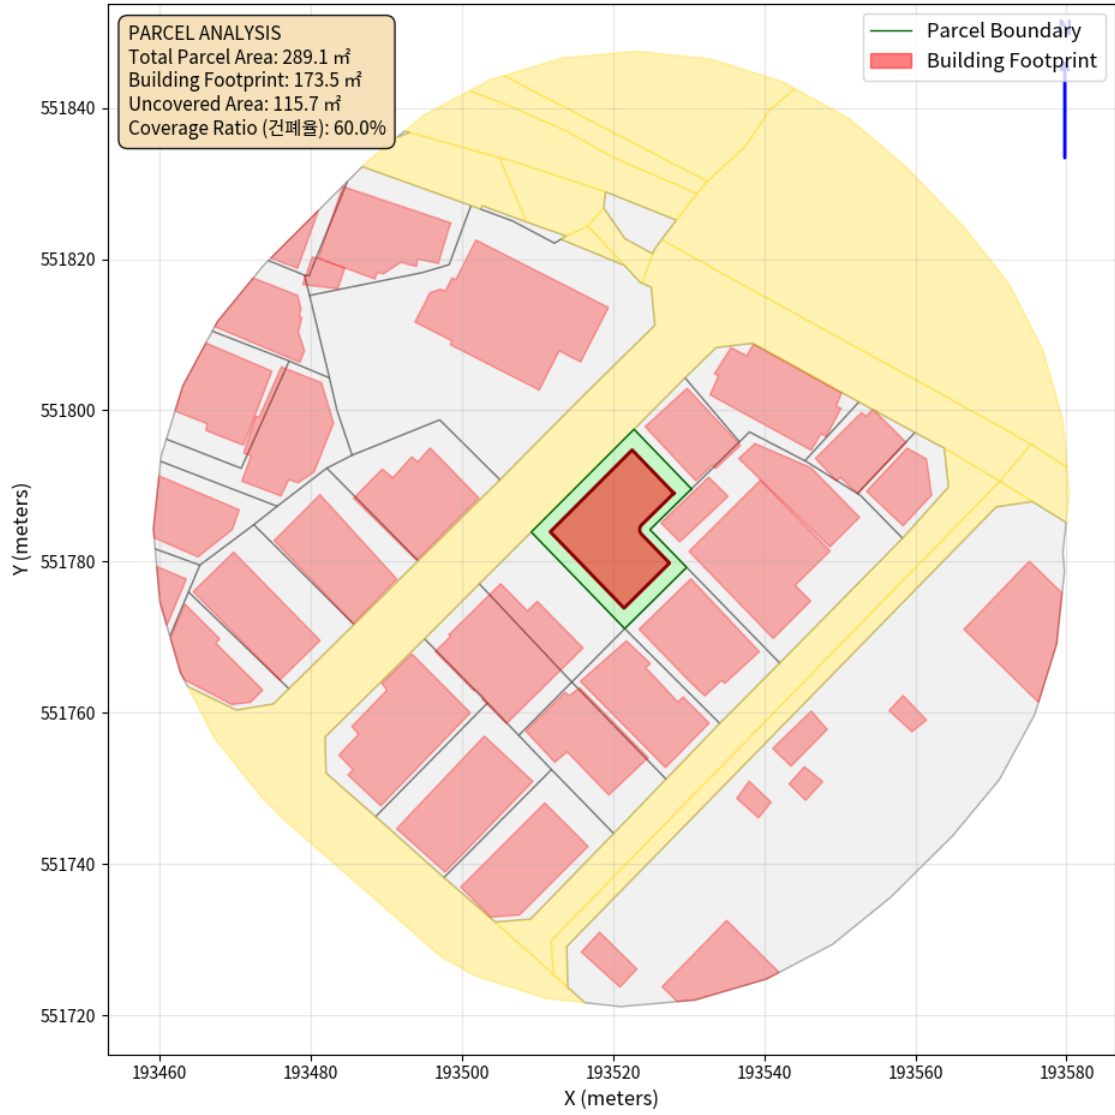 PARCEL ANALYSIS
Total Parcel Area: 289.1 ㎡
Building Footprint: 173.5 ㎡
Uncovered Area: 115.7 ㎡
Coverage Ratio (건폐율): 60.0%
Parcel Boundary
Building Footprint
N
551840
551820
551800
551780
551760
551740
551720
Y (meters)
193460
193480
193500
193520
193540
193560
193580
X (meters)